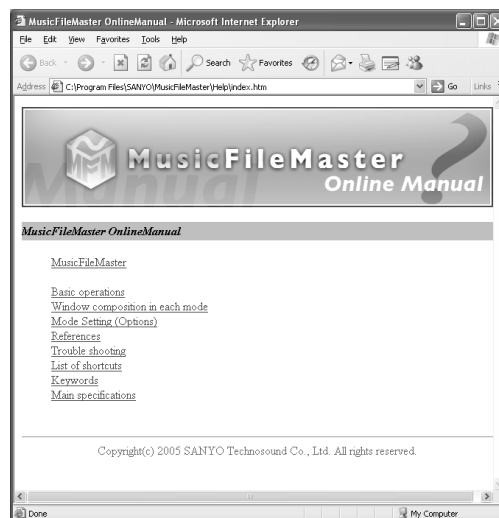 MusicFileMaster OnlineManual - Microsoft Internet Explorer
File Edit View Favorites Tools Help
Back Search Favorites
Address C:\Program Files\SANYO\MusicFileMaster\Help\index.htm Go Links
MFM MusicFileMaster
Manual Online Manual
MusicFileMaster OnlineManual
MusicFileMaster
Basic operations
Window composition in each mode
Mode Setting (Options)
References
Trouble shooting
List of shortcuts
Keywords
Main specifications
Copyright(c) 2005 SANYO Technosound Co., Ltd. All rights reserved.
Done My Computer